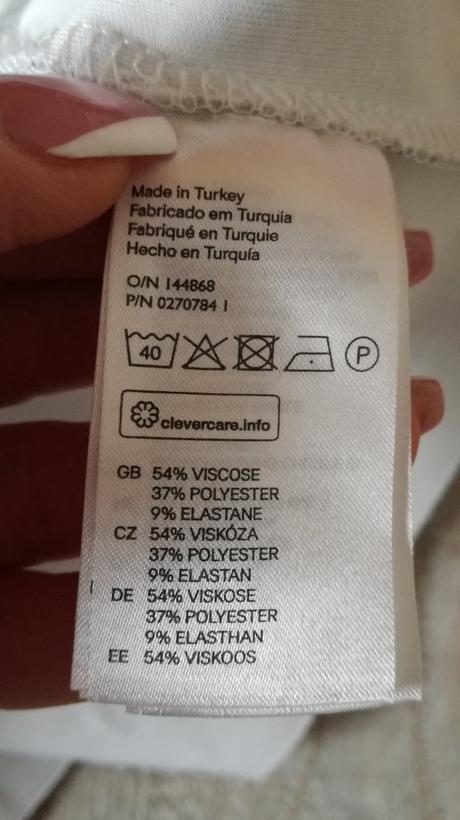 Made in Turkey
Fabricado em Turquia
Fabriqué en Turquie
Hecho en Turquía
O/N 144868
P/N 0270784 1
40 P
clevercare.info
GB 54% VISCOSE
37% POLYESTER
9% ELASTANE
CZ 54% VISKÓZA
37% POLYESTER
9% ELASTAN
DE 54% VISKOSE
37% POLYESTER
9% ELASTHAN
EE 54% VISKOOS